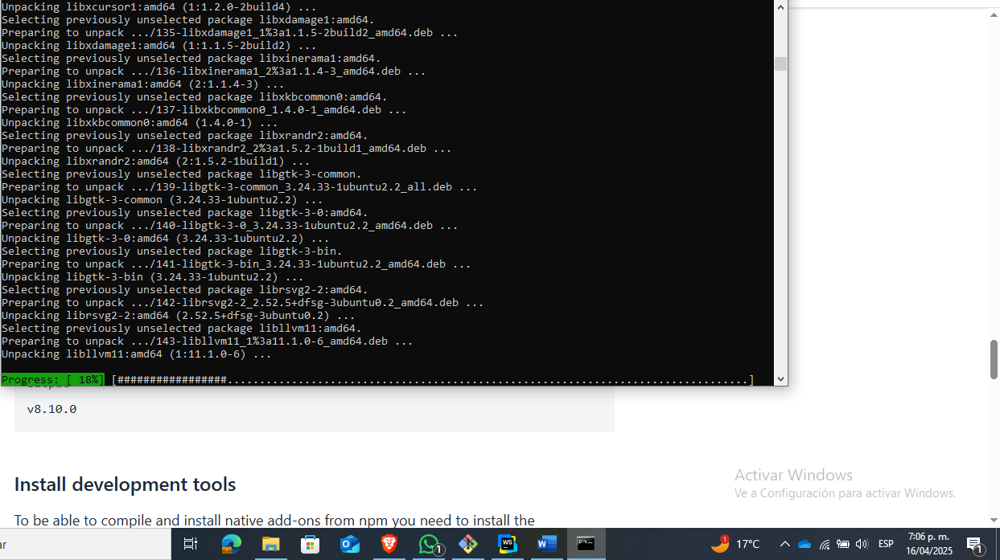 Unpacking libxcursor1:amd64 (1:1.2.0-2build4) ...
Selecting previously unselected package libxdamage1:amd64.
Preparing to unpack .../135-libxdamage1_1%3a1.1.5-2build2_amd64.deb ...
Unpacking libxdamage1:amd64 (1:1.1.5-2build2) ...
Selecting previously unselected package libxinerama1:amd64.
Preparing to unpack .../136-libxinerama1_2%3a1.1.4-3_amd64.deb ...
Unpacking libxinerama1:amd64 (2:1.1.4-3) ...
Selecting previously unselected package libxkbcommon0:amd64.
Preparing to unpack .../137-libxkbcommon0_1.4.0-1_amd64.deb ...
Unpacking libxkbcommon0:amd64 (1.4.0-1) ...
Selecting previously unselected package libxrandr2:amd64.
Preparing to unpack .../138-libxrandr2_2%3a1.5.2-1build1_amd64.deb ...
Unpacking libxrandr2:amd64 (2:1.5.2-1build1) ...
Selecting previously unselected package libgtk-3-common.
Preparing to unpack .../139-libgtk-3-common_3.24.33-1ubuntu2.2_all.deb ...
Unpacking libgtk-3-common (3.24.33-1ubuntu2.2) ...
Selecting previously unselected package libgtk-3-0:amd64.
Preparing to unpack .../140-libgtk-3-0_3.24.33-1ubuntu2.2_amd64.deb ...
Unpacking libgtk-3-0:amd64 (3.24.33-1ubuntu2.2) ...
Selecting previously unselected package libgtk-3-bin.
Preparing to unpack .../141-libgtk-3-bin_3.24.33-1ubuntu2.2_amd64.deb ...
Unpacking libgtk-3-bin (3.24.33-1ubuntu2.2) ...
Selecting previously unselected package librsvg2-2:amd64.
Preparing to unpack .../142-librsvg2-2_2.52.5+dfsg-3ubuntu0.2_amd64.deb ...
Unpacking librsvg2-2:amd64 (2.52.5+dfsg-3ubuntu0.2) ...
Selecting previously unselected package libllvm11:amd64.
Preparing to unpack .../143-libllvm11_1%3a11.1.0-6_amd64.deb ...
Unpacking libllvm11:amd64 (1:11.1.0-6) ...
Progress: [ 18%] [#################.................................................................................]
v8.10.0
Install development tools
To be able to compile and install native add-ons from npm you need to install the
Activar Windows
Ve a Configuración para activar Windows.
ar
1
WS
W
1
17°C
ESP
7:06 p. m.
16/04/2025
1